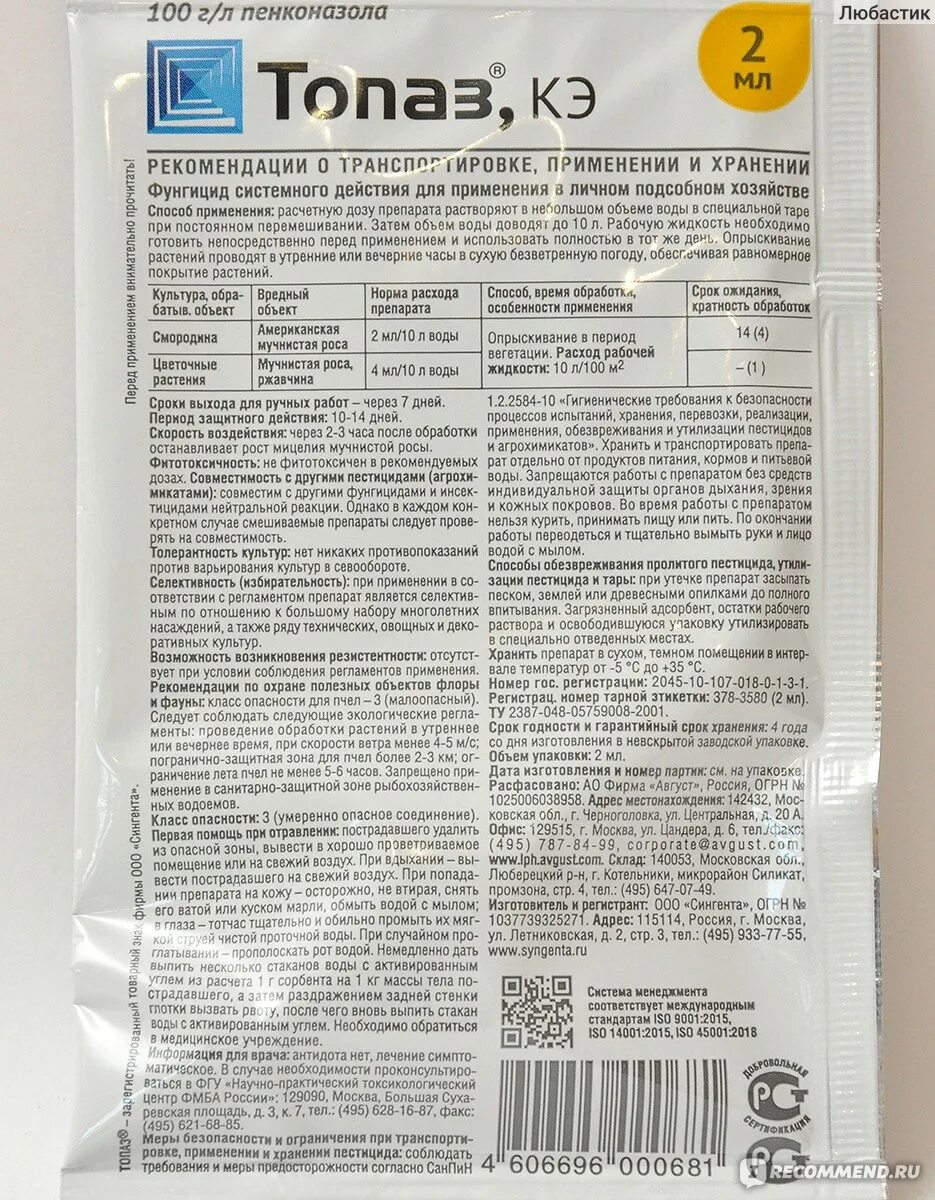 Любастик
100 г/л пенконазола
2
МЛ
Топаз®, КЭ
РЕКОМЕНДАЦИИ О ТРАНСПОРТИРОВКЕ, ПРИМЕНЕНИИ И ХРАНЕНИИ
Фунгицид системного действия для применения в личном подсобном хозяйстве
Способ применения: расчетную дозу препарата растворяют в небольшом объеме воды в специальной таре
при постоянном перемешивании. Затем объем воды доводят до 10 л. Рабочую жидкость необходимо
готовить непосредственно перед применением и использовать полностью в тот же день. Опрыскивание
растений проводят в утренние или вечерние часы в сухую безветренную погоду, обеспечивая равномерное
покрытие растений.
Культура, обра-
батыв. объект
Вредный
объект
Норма расхода
препарата
Способ, время обработки,
особенности применения
Срок ожидания,
кратность обработок
Смородина
Американская
мучнистая роса
2 мл/10 л воды
Опрыскивание в период
вегетации. Расход рабочей
жидкости: 10 л/100 м²
14 (4)
Цветочные
растения
Мучнистая роса,
ржавчина
4 мл/10 л воды
– (1 )
Сроки выхода для ручных работ – через 7 дней.
Период защитного действия: 10-14 дней.
Скорость воздействия: через 2-3 часа после обработки
останавливает рост мицелия мучнистой росы.
Фитотоксичность: не фитотоксичен в рекомендуемых
дозах. Совместимость с другими пестицидами (агрохи-
микатами): совместим с другими фунгицидами и инсек-
тицидами нейтральной реакции. Однако в каждом кон-
кретном случае смешиваемые препараты следует прове-
рять на совместимость.
Толерантность культур: нет никаких противопоказаний
против варьирования культур в севообороте.
Селективность (избирательность): при применении в со-
ответствии с регламентом препарат является селектив-
ным по отношению к большому набору многолетних
насаждений, а также ряду технических, овощных и деко-
ративных культур.
Возможность возникновения резистентности: отсутст-
вует при условии соблюдения регламентов применения.
Рекомендации по охране полезных объектов флоры
и фауны: класс опасности для пчел – 3 (малоопасный).
Следует соблюдать следующие экологические регла-
менты: проведение обработки растений в утреннее
или вечернее время, при скорости ветра менее 4-5 м/с;
погранично-защитная зона для пчел более 2-3 км; ог-
раничение лета пчел не менее 5-6 часов. Запрещено при-
менение в санитарно-защитной зоне рыбохозяйствен-
ных водоемов.
Класс опасности: 3 (умеренно опасное соединение).
Первая помощь при отравлении: пострадавшего удалить
из опасной зоны, вывести в хорошо проветриваемое
помещение или на свежий воздух. При вдыхании – вы-
вести пострадавшего на свежий воздух. При попада-
нии препарата на кожу – осторожно, не втирая, снять
его ватой или куском марли, обмыть водой с мылом;
в глаза – тотчас тщательно и обильно промыть их мяг-
кой струей чистой проточной воды. При случайном про-
глатывании – прополоскать рот водой. Немедленно дать
выпить несколько стаканов воды с активированным
углем из расчета 1 г сорбента на 1 кг массы тела по-
страдавшего, а затем раздражением задней стенки
глотки вызвать рвоту, после чего вновь выпить стакан
воды с активированным углем. Необходимо обратиться
в медицинское учреждение.
Информация для врача: антидота нет, лечение симпто-
матическое. В случае необходимости проконсультиро-
ваться в ФГУ «Научно-практический токсикологический
центр ФМБА России»: 129090, Москва, Большая Суха-
ревская площадь, д. 3, к. 7, тел.: (495) 628-16-87, факс:
(495) 621-68-85.
Меры безопасности и ограничения при транспорти-
ровке, применении и хранении пестицида: соблюдать
требования и меры предосторожности согласно СанПиН
1.2.2584-10 «Гигиенические требования к безопасности
процессов испытаний, хранения, перевозки, реализации,
применения, обезвреживания и утилизации пестицидов
и агрохимикатов». Хранить и транспортировать препа-
рат отдельно от продуктов питания, кормов и питьевой
воды. Запрещаются работы с препаратом без средств
индивидуальной защиты органов дыхания, зрения
и кожных покровов. Во время работы с препаратом
нельзя курить, принимать пищу или пить. По окончании
работы переодеться и тщательно вымыть руки и лицо
водой с мылом.
Способы обезвреживания пролитого пестицида, утили-
зации пестицида и тары: при утечке препарат засыпать
песком, землей или древесными опилками до полного
впитывания. Загрязненный адсорбент, остатки рабочего
раствора и освободившуюся упаковку утилизировать
в специально отведенных местах.
Хранить препарат в сухом, темном помещении в интер-
вале температур от -5 °С до +35 °С.
Номер гос. регистрации: 2045-10-107-018-0-1-3-1.
Регистрац. номер тарной этикетки: 378-3580 (2 мл).
ТУ 2387-048-05759008-2001.
Срок годности и гарантийный срок хранения: 4 года
со дня изготовления в невскрытой заводской упаковке.
Объем упаковки: 2 мл.
Дата изготовления и номер партии: см. на упаковке.
Расфасовано: АО Фирма «Август», Россия, ОГРН №
1025006038958. Адрес местонахождения: 142432, Мос-
ковская обл., г. Черноголовка, ул. Центральная, д. 20 А.
Офис: 129515, г. Москва, ул. Цандера, д. 6, тел./факс:
(495) 787-84-99, corporate@avgust.com,
www.lph.avgust.com. Склад: 140053, Московская обл.,
Люберецкий р-н, г. Котельники, микрорайон Силикат,
промзона, стр. 4, тел.: (495) 647-07-49.
Изготовитель и регистрант: ООО «Сингента», ОГРН №
1037739325271. Адрес: 115114, Россия, г. Москва,
ул. Летниковская, д. 2, стр. 3, тел.: (495) 933-77-55,
www.syngenta.ru
Система менеджмента
соответствует международным
стандартам ISO 9001:2015,
ISO 14001:2015, ISO 45001:2018
ДОБРОВОЛЬНАЯ
СЕРТИФИКАЦИЯ
4 606696 000681
Перед применением внимательно прочитать!
ТОПАЗ® – зарегистрированный товарный знак фирмы ООО «Сингента».
RECOMMEND.RU